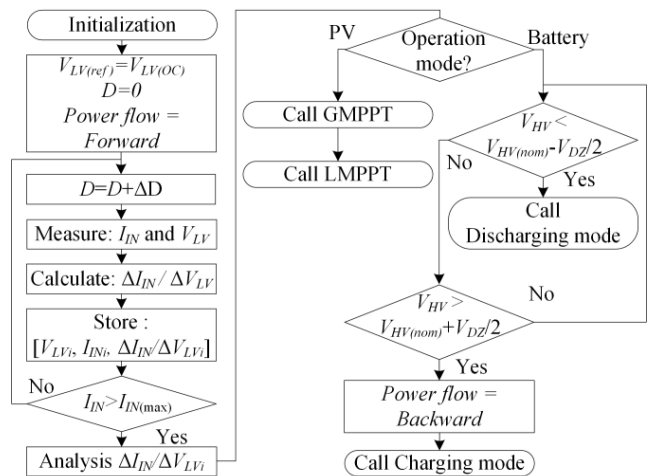 Initialization
V_LV(ref)=V_LV(OC)
D=0
Power flow =
Forward
D=D+ΔD
Measure: I_IN and V_LV
Calculate: ΔI_IN / ΔV_LV
Store :
[V_LVi, I_INi, ΔI_IN/ΔV_LVi]
No
I_IN>I_IN(max)
Yes
Analysis ΔI_IN/ΔV_LVi
PV
Operation
mode?
Battery
Call GMPPT
Call LMPPT
V_HV <
V_HV(nom)-V_DZ/2
No
Yes
Call
Discharging mode
V_HV >
V_HV(nom)+V_DZ/2
No
Yes
Power flow =
Backward
Call Charging mode